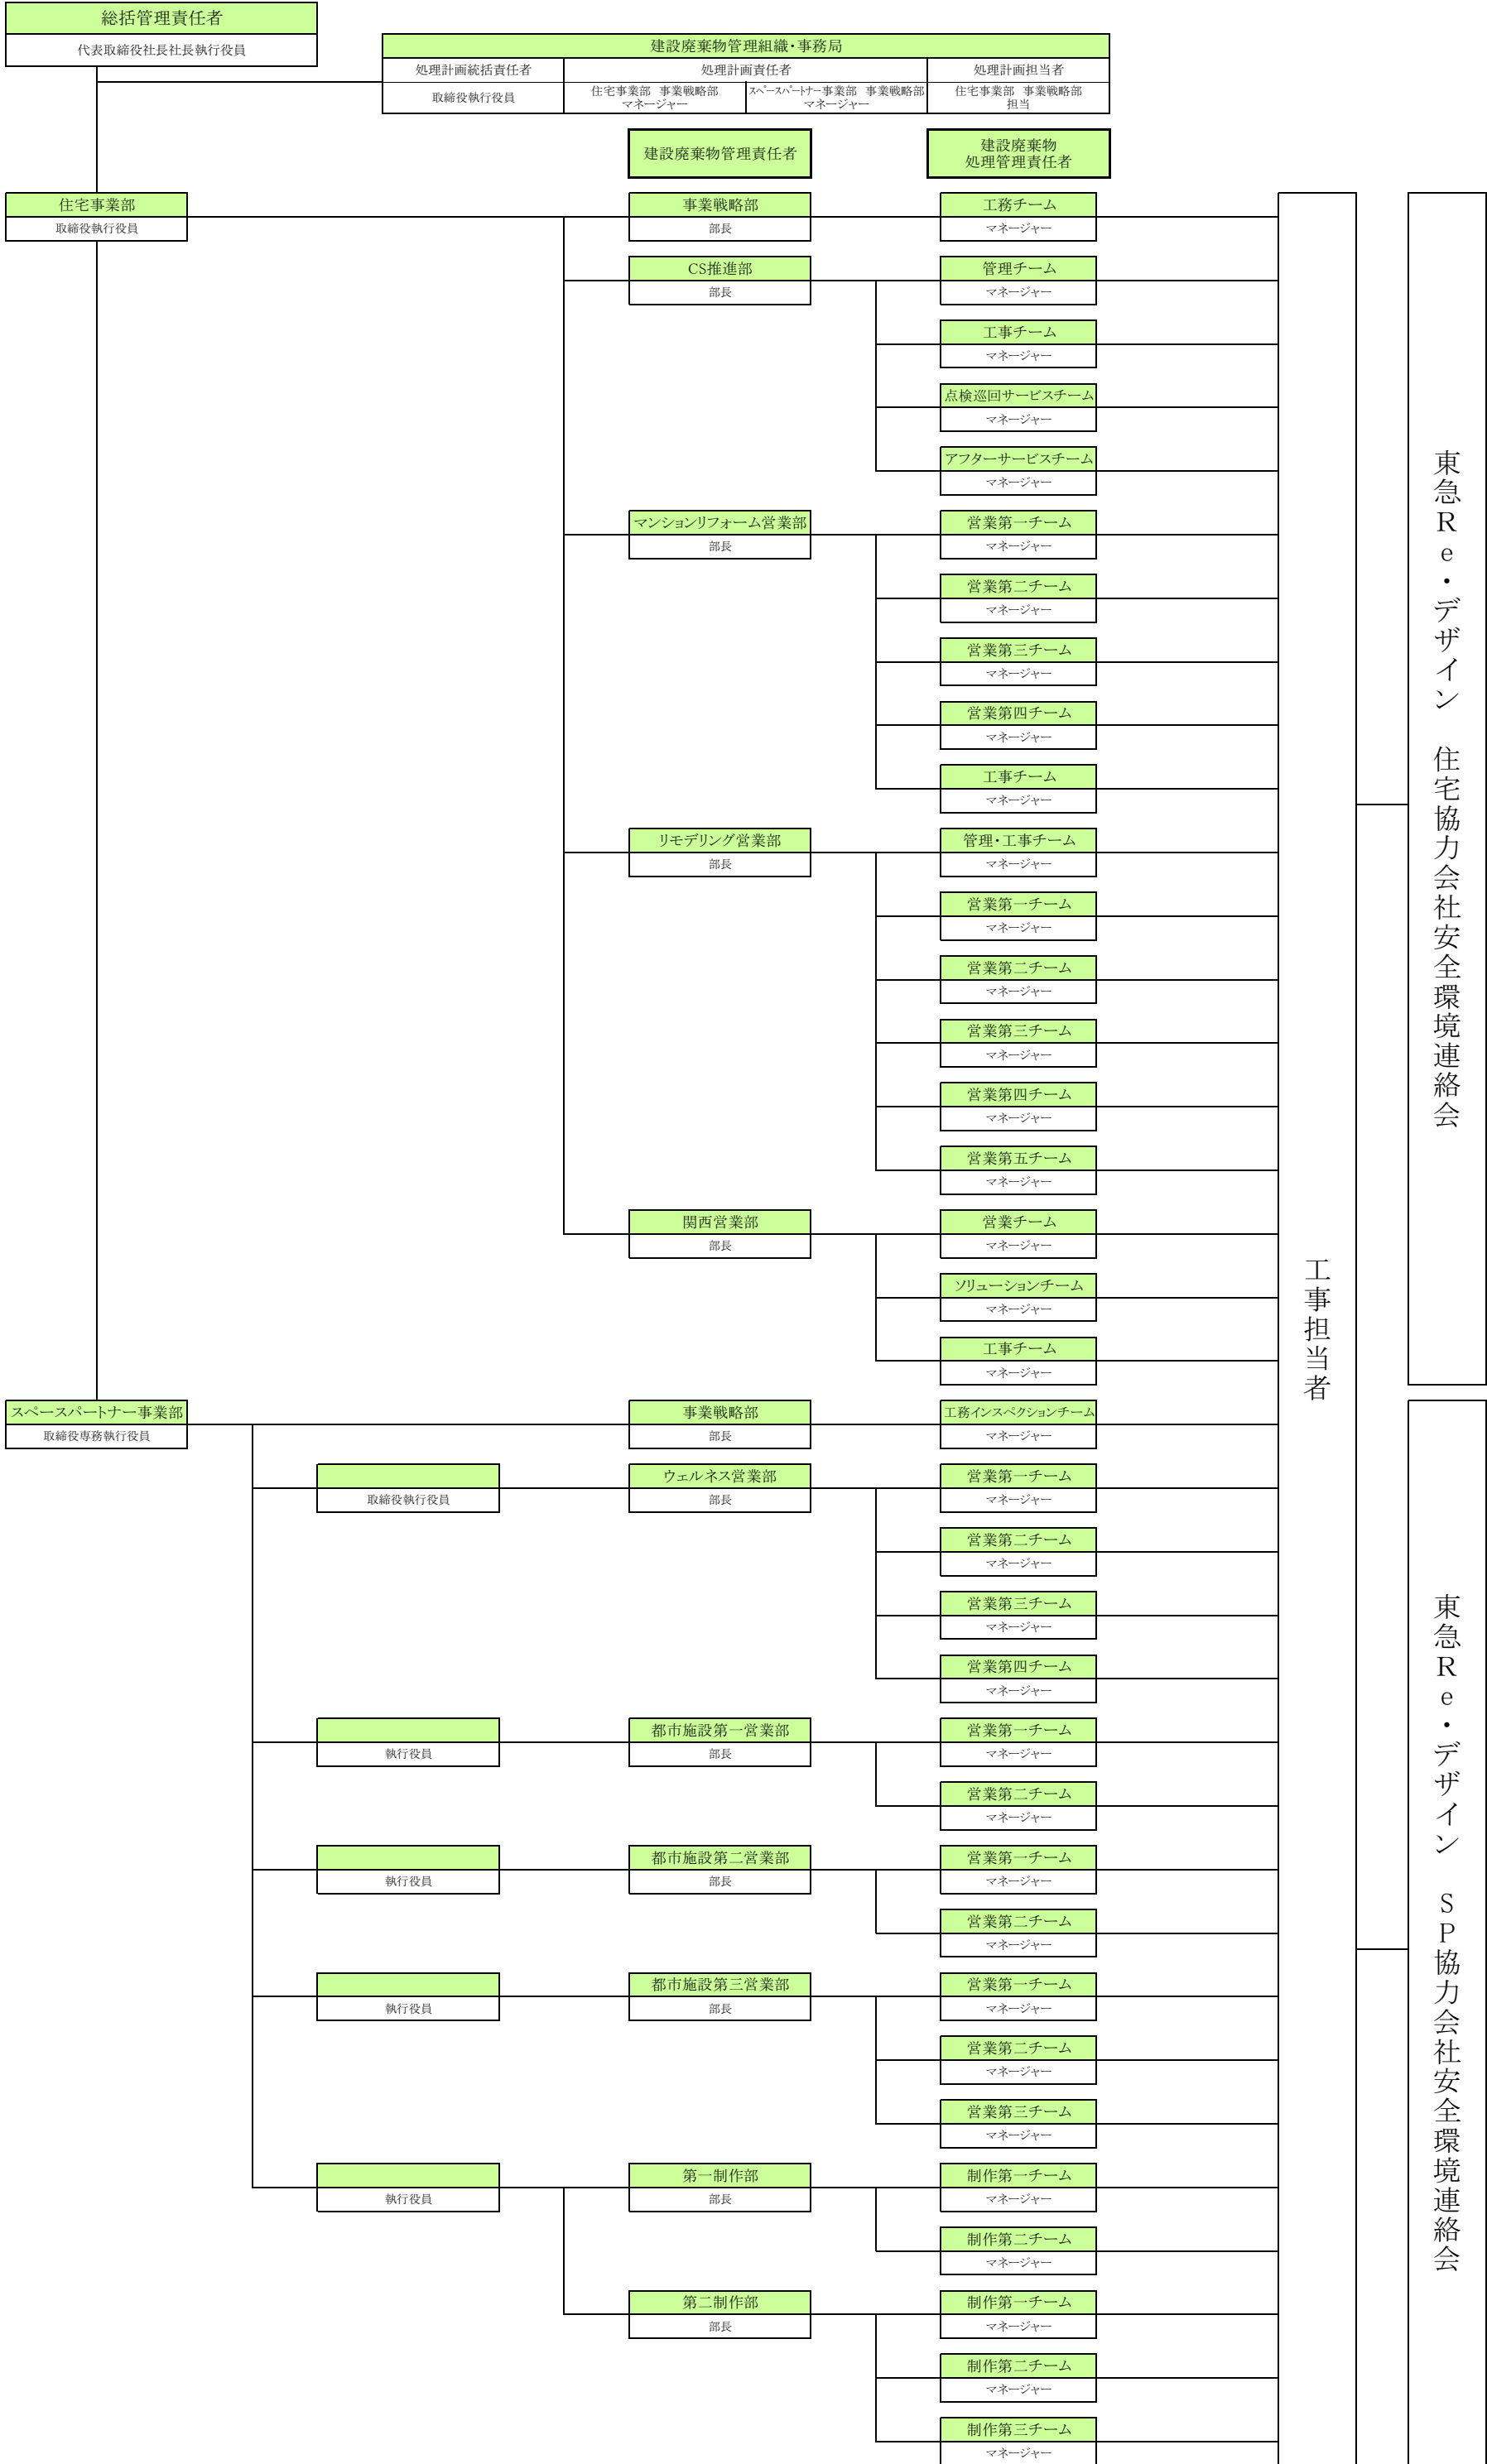 総括管理責任者
代表取締役社長社長執行役員
建設廃棄物管理組織・事務局
処理計画統括責任者
処理計画責任者
処理計画担当者
取締役執行役員
住宅事業部　事業戦略部
マネージャー
スペースパートナー事業部　事業戦略部
マネージャー
住宅事業部　事業戦略部
担当
建設廃棄物管理責任者
建設廃棄物
処理管理責任者
住宅事業部
取締役執行役員
事業戦略部
部長
工務チーム
マネージャー
CS推進部
部長
管理チーム
マネージャー
工事チーム
マネージャー
点検巡回サービスチーム
マネージャー
アフターサービスチーム
マネージャー
マンションリフォーム営業部
部長
営業第一チーム
マネージャー
営業第二チーム
マネージャー
営業第三チーム
マネージャー
営業第四チーム
マネージャー
工事チーム
マネージャー
リモデリング営業部
部長
管理・工事チーム
マネージャー
営業第一チーム
マネージャー
営業第二チーム
マネージャー
営業第三チーム
マネージャー
営業第四チーム
マネージャー
営業第五チーム
マネージャー
関西営業部
部長
営業チーム
マネージャー
ソリューションチーム
マネージャー
工事チーム
マネージャー
スペースパートナー事業部
取締役専務執行役員
事業戦略部
部長
工務インスペクションチーム
マネージャー
取締役執行役員
ウェルネス営業部
部長
営業第一チーム
マネージャー
営業第二チーム
マネージャー
営業第三チーム
マネージャー
営業第四チーム
マネージャー
執行役員
都市施設第一営業部
部長
営業第一チーム
マネージャー
営業第二チーム
マネージャー
執行役員
都市施設第二営業部
部長
営業第一チーム
マネージャー
営業第二チーム
マネージャー
執行役員
都市施設第三営業部
部長
営業第一チーム
マネージャー
営業第二チーム
マネージャー
営業第三チーム
マネージャー
執行役員
第一制作部
部長
制作第一チーム
マネージャー
制作第二チーム
マネージャー
第二制作部
部長
制作第一チーム
マネージャー
制作第二チーム
マネージャー
制作第三チーム
マネージャー
工事担当者
東急Ｒｅ・デザイン　住宅協力会社安全環境連絡会
東急Ｒｅ・デザイン　ＳＰ協力会社安全環境連絡会